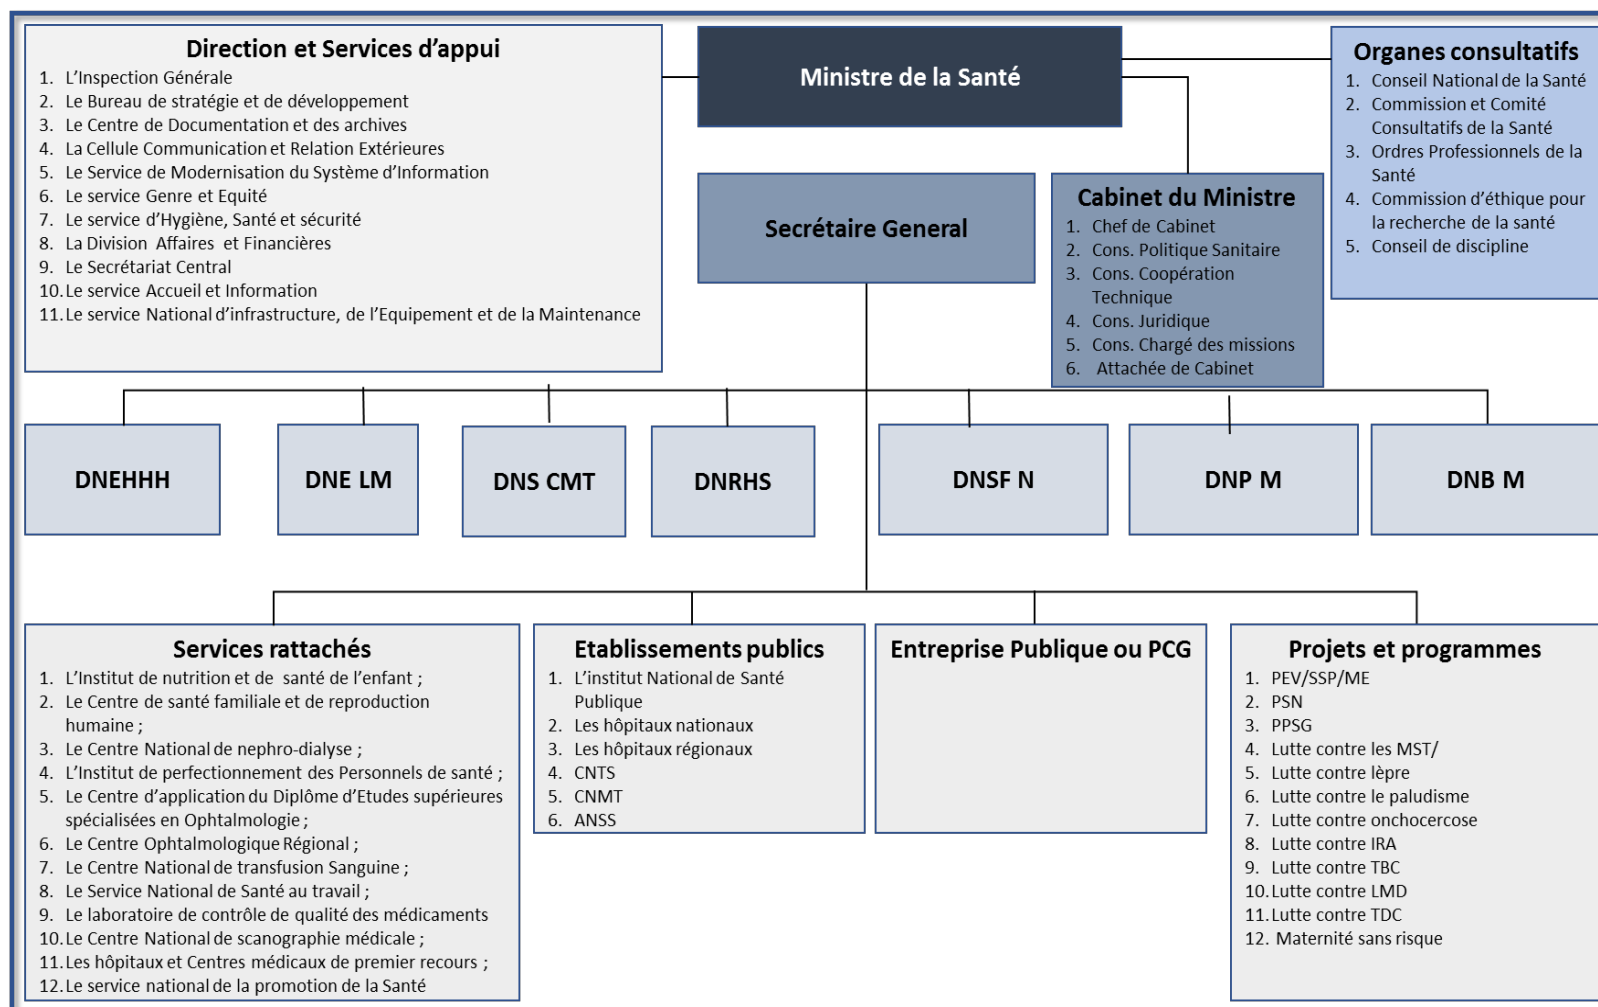 Direction et Services d'appui
1. L'Inspection Générale
2. Le Bureau de stratégie et de développement
3. Le Centre de Documentation et des archives
4. La Cellule Communication et Relation Extérieures
5. Le Service de Modernisation du Système d'Information
6. Le service Genre et Equité
7. Le service d'Hygiène, Santé et sécurité
8. La Division Affaires et Financières
9. Le Secrétariat Central
10. Le service Accueil et Information
11. Le service National d'infrastructure, de l'Equipement et de la Maintenance
Ministre de la Santé
Organes consultatifs
1. Conseil National de la Santé
2. Commission et Comité
Consultatifs de la Santé
3. Ordres Professionnels de la
Santé
4. Commission d'éthique pour
la recherche de la santé
5. Conseil de discipline
Secrétaire General
Cabinet du Ministre
1. Chef de Cabinet
2. Cons. Politique Sanitaire
3. Cons. Coopération
Technique
4. Cons. Juridique
5. Cons. Chargé des missions
6. Attachée de Cabinet
DNEHHH
DNE LM
DNS CMT
DNRHS
DNSF N
DNP M
DNB M
Services rattachés
1. L'Institut de nutrition et de santé de l'enfant ;
2. Le Centre de santé familiale et de reproduction
humaine ;
3. Le Centre National de nephro-dialyse ;
4. L'Institut de perfectionnement des Personnels de santé ;
5. Le Centre d'application du Diplôme d'Etudes supérieures
spécialisées en Ophtalmologie ;
6. Le Centre Ophtalmologique Régional ;
7. Le Centre National de transfusion Sanguine ;
8. Le Service National de Santé au travail ;
9. Le laboratoire de contrôle de qualité des médicaments
10. Le Centre National de scanographie médicale ;
11. Les hôpitaux et Centres médicaux de premier recours ;
12. Le service national de la promotion de la Santé
Etablissements publics
1. L'institut National de Santé
Publique
2. Les hôpitaux nationaux
3. Les hôpitaux régionaux
4. CNTS
5. CNMT
6. ANSS
Entreprise Publique ou PCG
Projets et programmes
1. PEV/SSP/ME
2. PSN
3. PPSG
4. Lutte contre les MST/
5. Lutte contre lèpre
6. Lutte contre le paludisme
7. Lutte contre onchocercose
8. Lutte contre IRA
9. Lutte contre TBC
10. Lutte contre LMD
11. Lutte contre TDC
12. Maternité sans risque